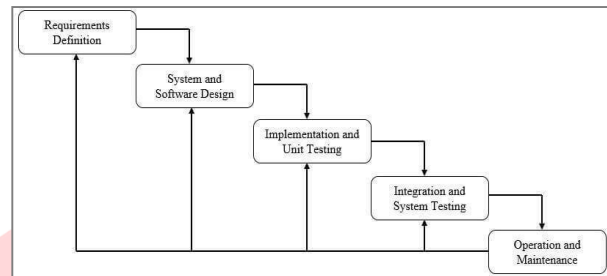 Requirements
Definition
System and
Software Design
Implementation and
Unit Testing
Integration and
System Testing
Operation and
Maintenance